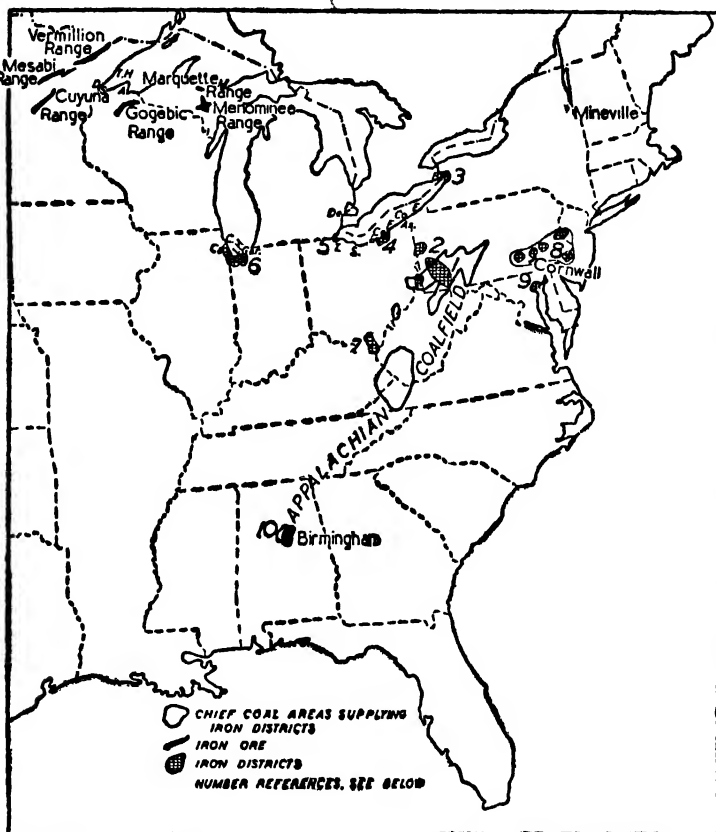 Vermillion
Range
Mesabi
Range
Cuyuna
Range
T.H
Marquette
Range
Gogebic
Range
Menominee
Range
Mineville
3
2
4
5
6
7
8
Cornwall
9
APPALACHIAN COALFIELD
10
Birmingham
CHIEF COAL AREAS SUPPLYING
IRON DISTRICTS
IRON ORE
IRON DISTRICTS
NUMBER REFERENCES, SEE BELOW